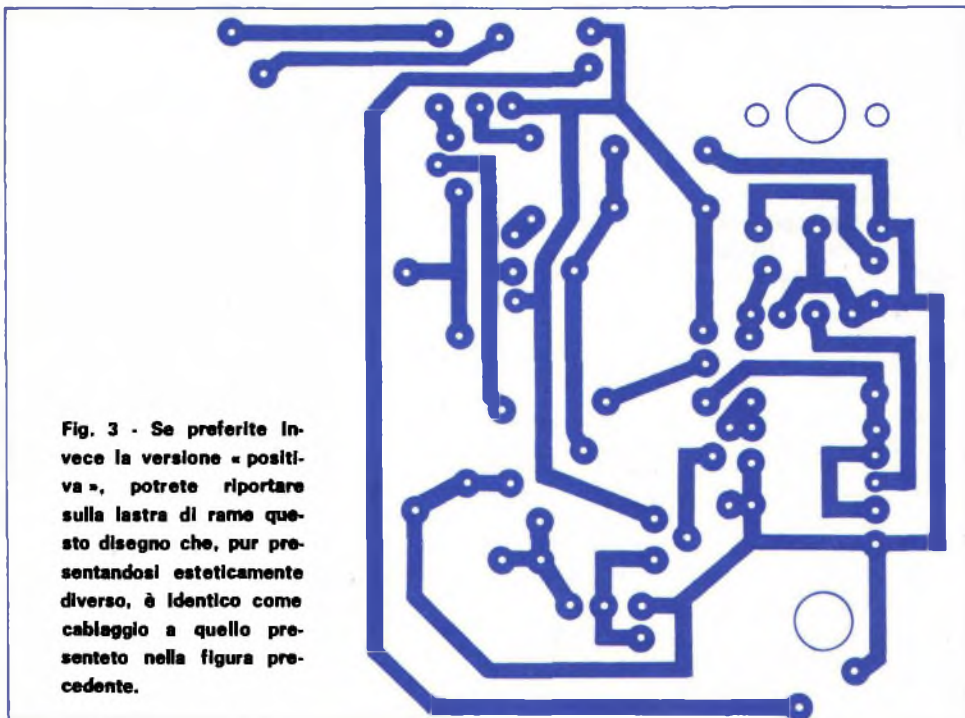 Fig. 3 - Se preferite in-
vece la versione « positi-
va », potrete riportare
sulla lastra di rame que-
sto disegno che, pur pre-
sentandosi esteticamente
diverso, è identico come
cablaggio a quello pre-
senteto nella figura pre-
cedente.